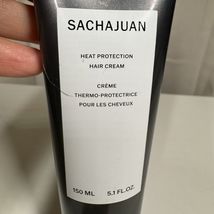 SACHAJUAN
HEAT PROTECTION
HAIR CREAM
CRÈME
THERMO-PROTECTRICE
POUR LES CHEVEUX
150 ML 5.1 FL.OZ.